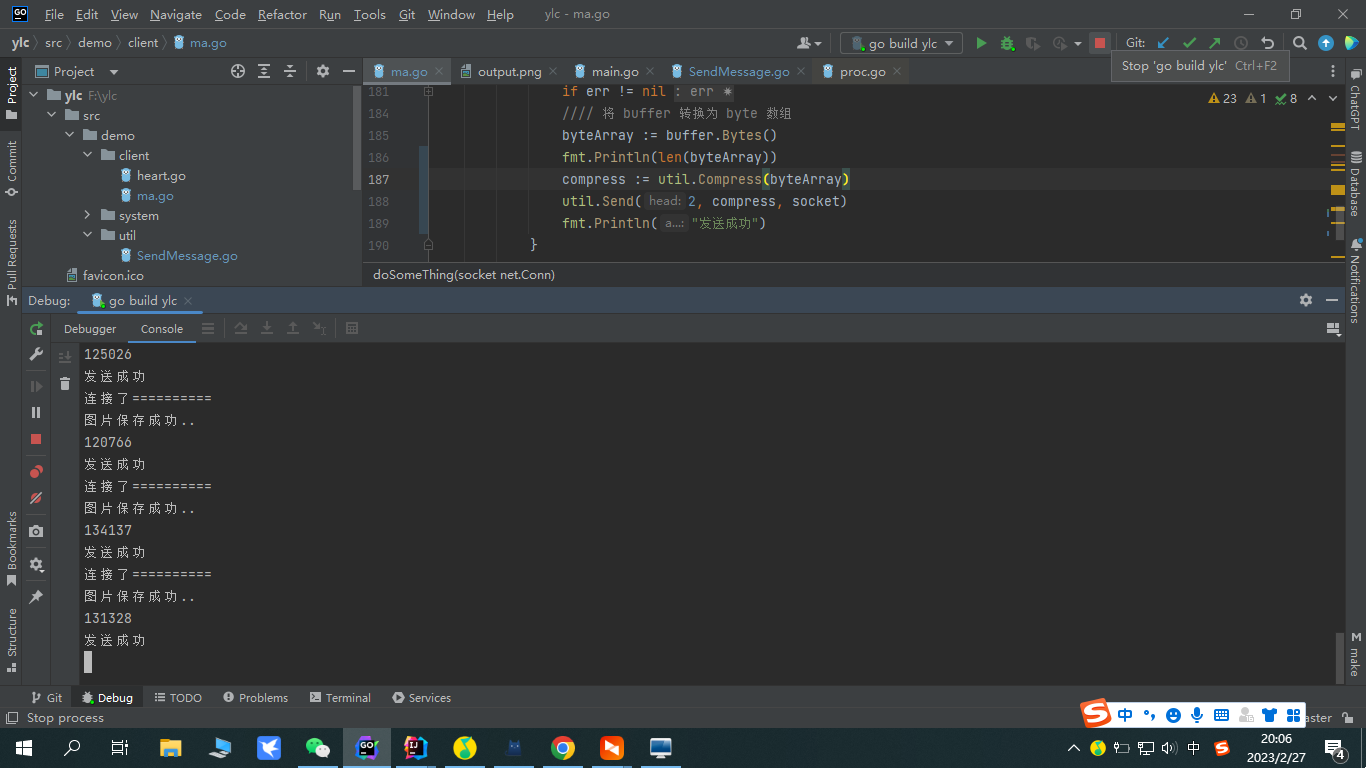 GO File Edit View Navigate Code Refactor Run Tools Git Window Help ylc - ma.go
ylc src demo client ma.go go build ylc Git:
Stop 'go build ylc' Ctrl+F2
Project ma.go output.png main.go SendMessage.go proc.go
ylc F:\ylc
src
demo
client
heart.go
ma.go
system
util
SendMessage.go
favicon.ico
181 if err != nil : err
184 //// 将 buffer 转换为 byte 数组
185 byteArray := buffer.Bytes()
186 fmt.Println(len(byteArray))
187 compress := util.Compress(byteArray)
188 util.Send( head: 2, compress, socket)
189 fmt.Println( a...: "发送成功")
190 }
23 1 8
doSomeThing(socket net.Conn)
Project
Commit
Pull Requests
Bookmarks
Structure
ChatGPT
Database
Notifications
make
Debug: go build ylc
Debugger Console
125026
发送成功
连接了==========
图片保存成功..
120766
发送成功
连接了==========
图片保存成功..
134137
发送成功
连接了==========
图片保存成功..
131328
发送成功
Git Debug TODO Problems Terminal Services
Stop process
S 中 aster
GO IJ 中 S 20:06
2023/2/27
4